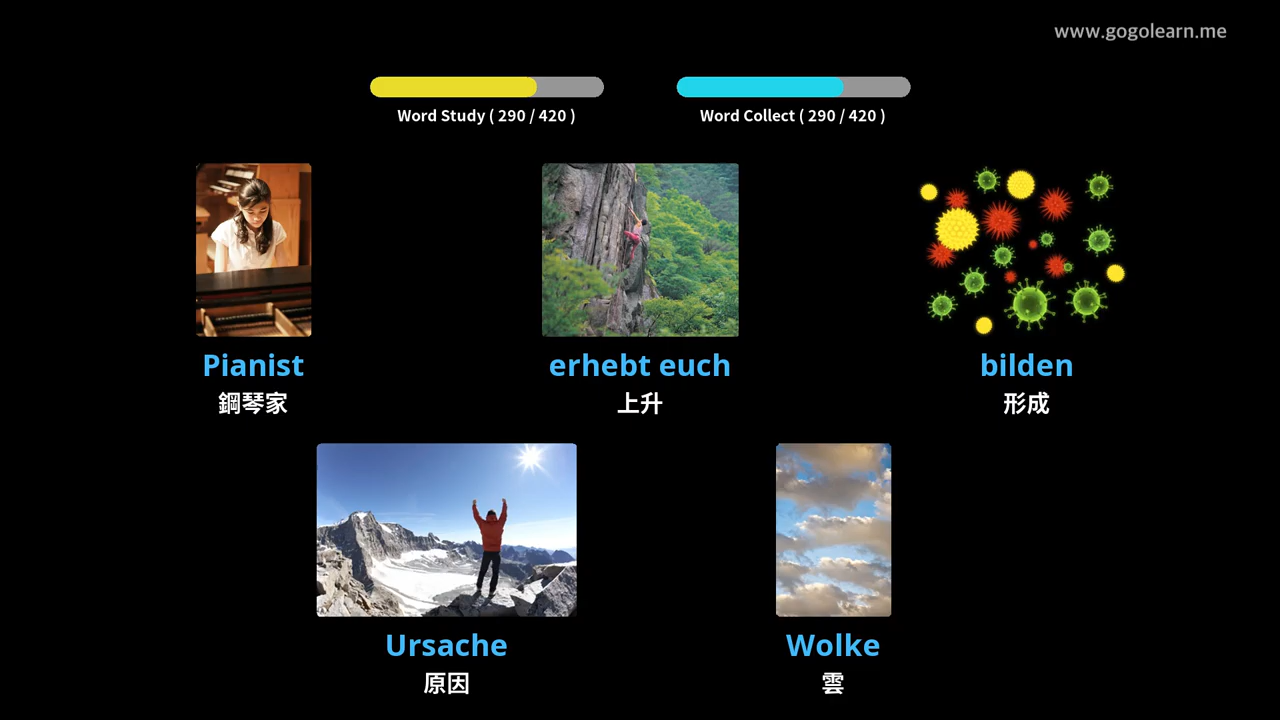 www.gogolearn.me
Word Study ( 290 / 420 )
Word Collect ( 290 / 420 )
Pianist
鋼琴家
erhebt euch
上升
bilden
形成
Ursache
原因
Wolke
雲